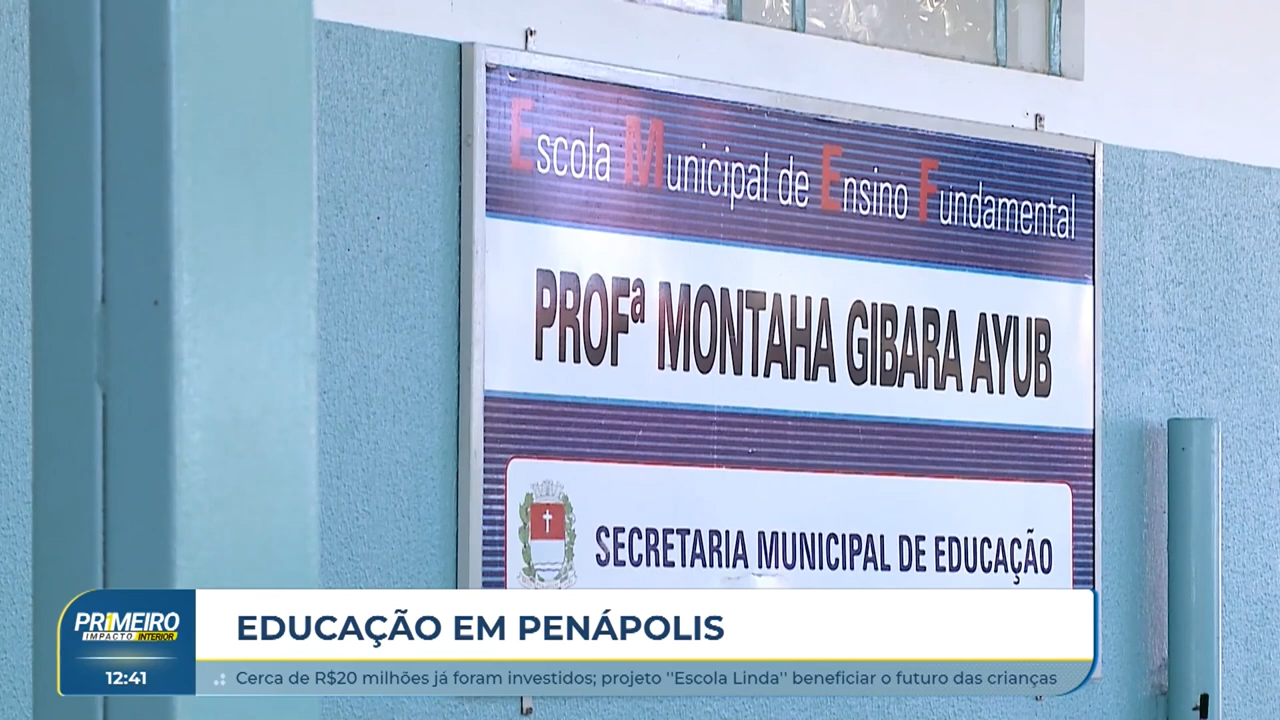 Escola Municipal de Ensino Fundamental
PROFª MONTAHA GIBARA AYUB
SECRETARIA MUNICIPAL DE EDUCAÇÃO
PR1MEIRO
IMPACTO INTERIOR
12:41
EDUCAÇÃO EM PENÁPOLIS
Cerca de R$20 milhões já foram investidos; projeto "Escola Linda" beneficiar o futuro das crianças